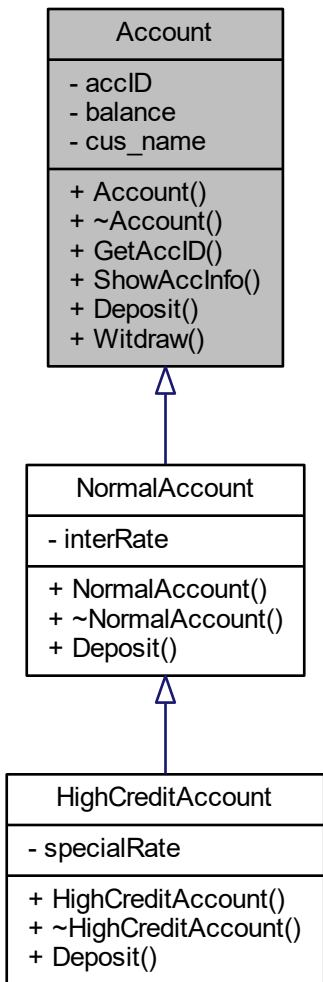 Account
- accID
- balance
- cus_name
+ Account()
+ ~Account()
+ GetAccID()
+ ShowAccInfo()
+ Deposit()
+ Witdraw()
NormalAccount
- interRate
+ NormalAccount()
+ ~NormalAccount()
+ Deposit()
HighCreditAccount
- specialRate
+ HighCreditAccount()
+ ~HighCreditAccount()
+ Deposit()